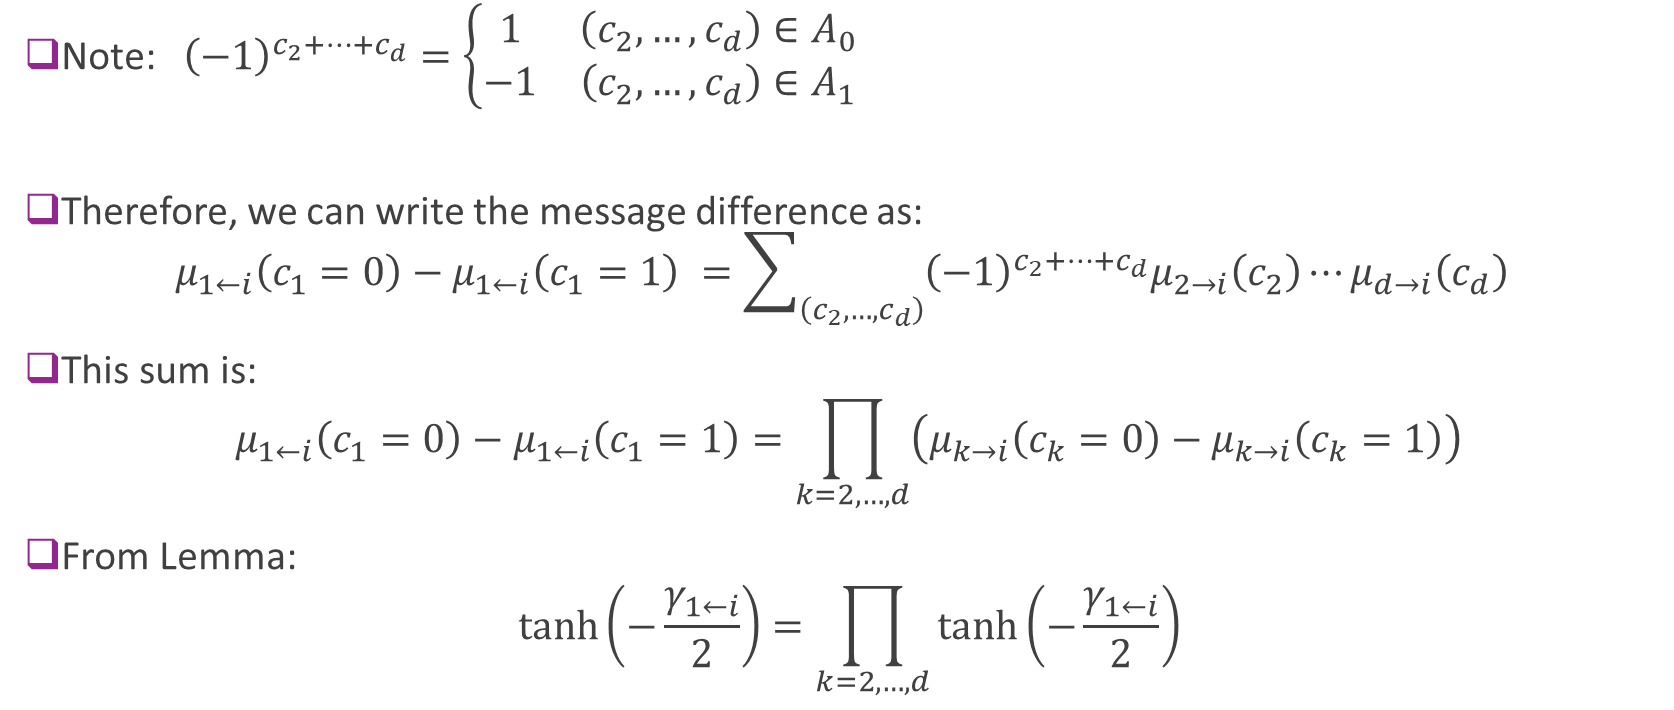 ❑Note: (−1)^{c₂+⋯+c_d} = { 1 (c₂, … , c_d) ∈ A₀
−1 (c₂, … , c_d) ∈ A₁
❑Therefore, we can write the message difference as:
μ_{1←i}(c₁ = 0) − μ_{1←i}(c₁ = 1) = ∑_{(c₂,…,c_d)} (−1)^{c₂+⋯+c_d} μ_{2→i}(c₂) ⋯ μ_{d→i}(c_d)
❑This sum is:
μ_{1←i}(c₁ = 0) − μ_{1←i}(c₁ = 1) = ∏_{k=2,…,d} (μ_{k→i}(c_k = 0) − μ_{k→i}(c_k = 1))
❑From Lemma:
tanh(−γ_{1←i}/2) = ∏_{k=2,…,d} tanh(−γ_{1←i}/2)